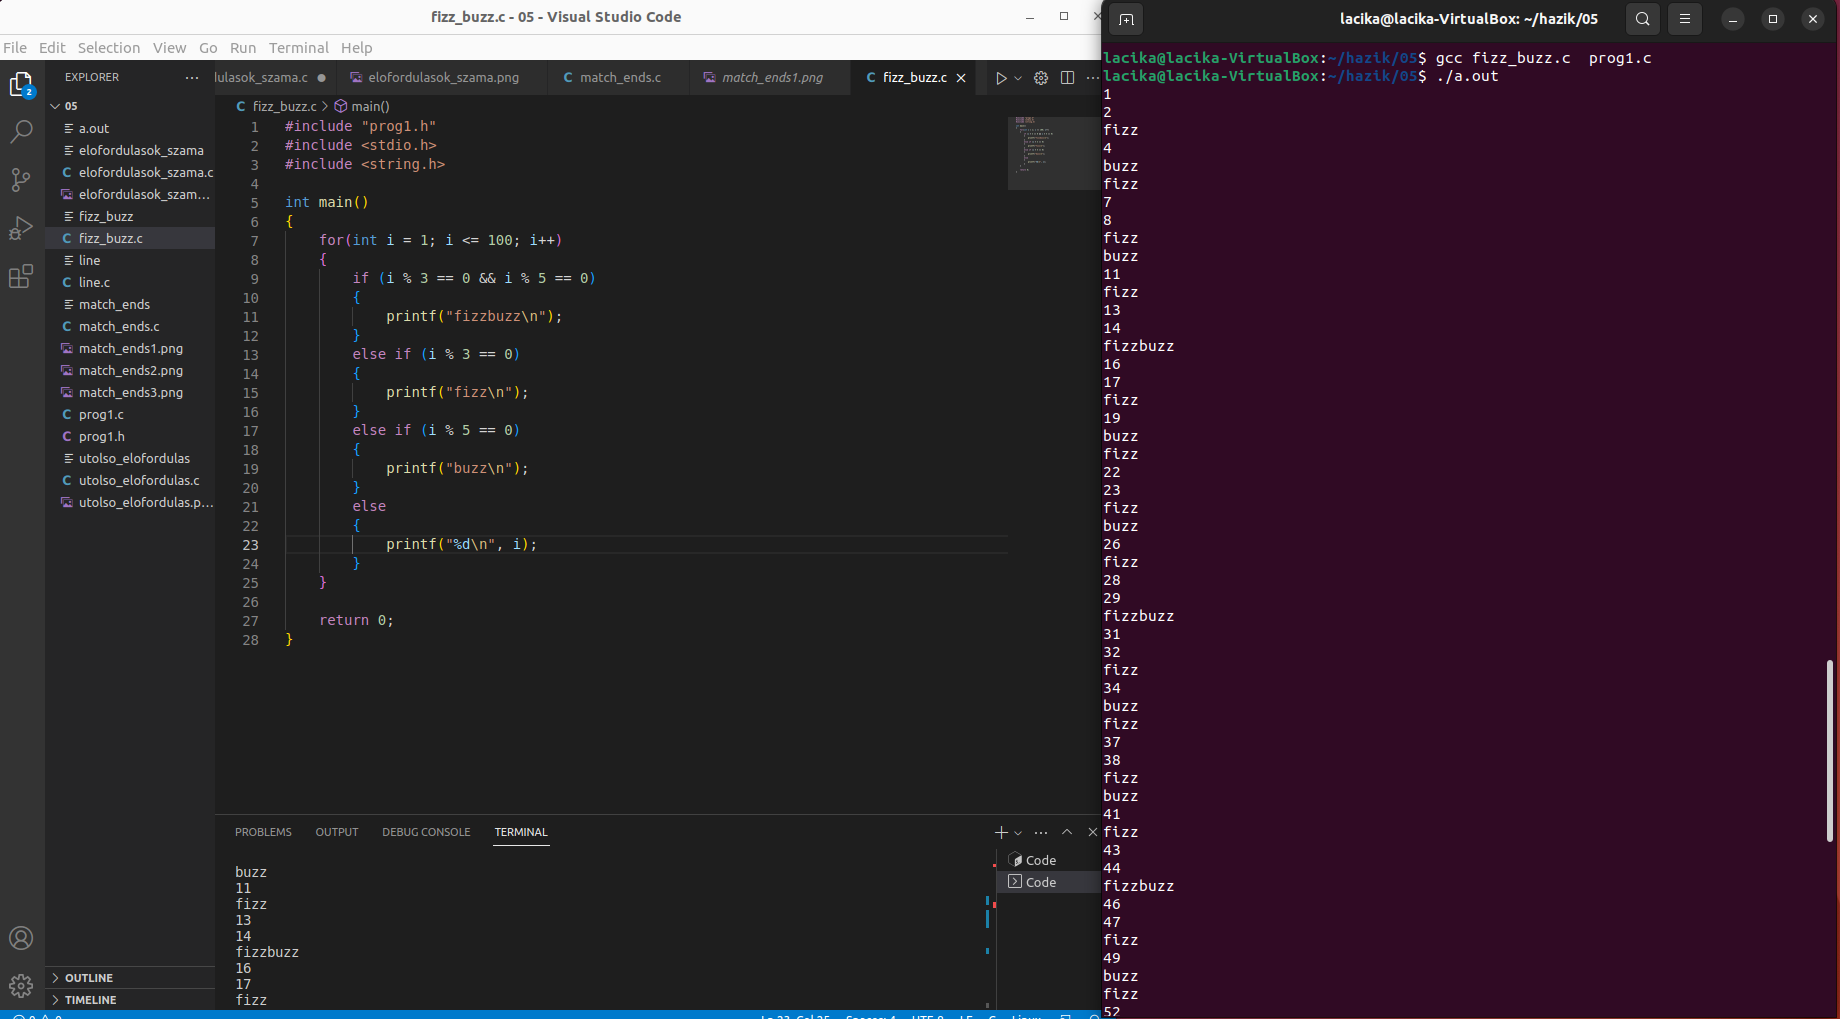 fizz_buzz.c - 05 - Visual Studio Code
File Edit Selection View Go Run Terminal Help
EXPLORER
05
a.out
elofordulasok_szama
elofordulasok_szama.c
elofordulasok_szam...
fizz_buzz
fizz_buzz.c
line
line.c
match_ends
match_ends.c
match_ends1.png
match_ends2.png
match_ends3.png
prog1.c
prog1.h
utolso_elofordulas
utolso_elofordulas.c
utolso_elofordulas.p...
OUTLINE
TIMELINE
2
lulasok_szama.c elofordulasok_szama.png match_ends.c match_ends1.png fizz_buzz.c
fizz_buzz.c > main()
1 #include "prog1.h"
2 #include <stdio.h>
3 #include <string.h>
4
5 int main()
6 {
7 for(int i = 1; i <= 100; i++)
8 {
9 if (i % 3 == 0 && i % 5 == 0)
10 {
11 printf("fizzbuzz\n");
12 }
13 else if (i % 3 == 0)
14 {
15 printf("fizz\n");
16 }
17 else if (i % 5 == 0)
18 {
19 printf("buzz\n");
20 }
21 else
22 {
23 printf("%d\n", i);
24 }
25 }
26
27 return 0;
28 }
PROBLEMS OUTPUT DEBUG CONSOLE TERMINAL
buzz
11
fizz
13
14
fizzbuzz
16
17
fizz
Code
Code
lacika@lacika-VirtualBox: ~/hazik/05
lacika@lacika-VirtualBox:~/hazik/05$ gcc fizz_buzz.c  prog1.c
lacika@lacika-VirtualBox:~/hazik/05$ ./a.out
1
2
fizz
4
buzz
fizz
7
8
fizz
buzz
11
fizz
13
14
fizzbuzz
16
17
fizz
19
buzz
fizz
22
23
fizz
buzz
26
fizz
28
29
fizzbuzz
31
32
fizz
34
buzz
fizz
37
38
fizz
buzz
41
fizz
43
44
fizzbuzz
46
47
fizz
49
buzz
fizz
52